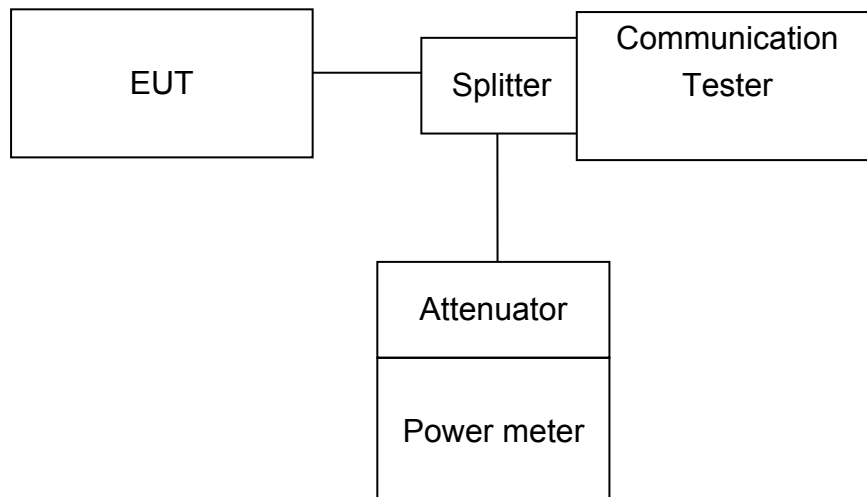 EUT
Splitter
Communication
Tester
Attenuator
Power meter